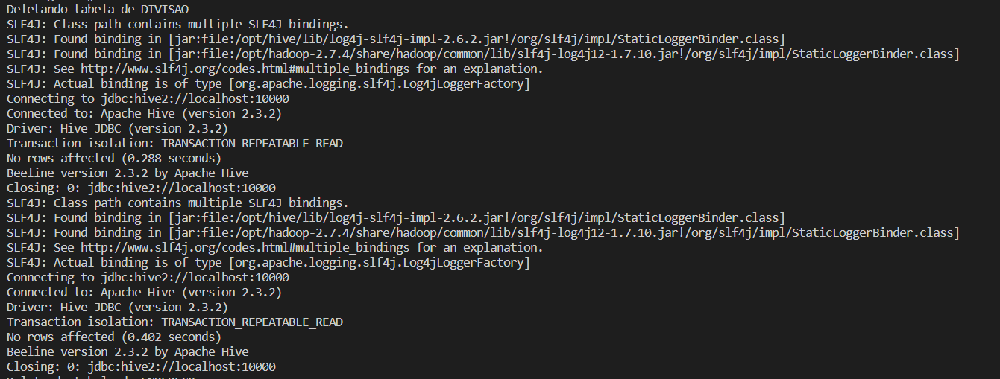 Deletando tabela de DIVISAO
SLF4J: Class path contains multiple SLF4J bindings.
SLF4J: Found binding in [jar:file:/opt/hive/lib/log4j-slf4j-impl-2.6.2.jar!/org/slf4j/impl/StaticLoggerBinder.class]
SLF4J: Found binding in [jar:file:/opt/hadoop-2.7.4/share/hadoop/common/lib/slf4j-log4j12-1.7.10.jar!/org/slf4j/impl/StaticLoggerBinder.class]
SLF4J: See http://www.slf4j.org/codes.html#multiple_bindings for an explanation.
SLF4J: Actual binding is of type [org.apache.logging.slf4j.Log4jLoggerFactory]
Connecting to jdbc:hive2://localhost:10000
Connected to: Apache Hive (version 2.3.2)
Driver: Hive JDBC (version 2.3.2)
Transaction isolation: TRANSACTION_REPEATABLE_READ
No rows affected (0.288 seconds)
Beeline version 2.3.2 by Apache Hive
Closing: 0: jdbc:hive2://localhost:10000
SLF4J: Class path contains multiple SLF4J bindings.
SLF4J: Found binding in [jar:file:/opt/hive/lib/log4j-slf4j-impl-2.6.2.jar!/org/slf4j/impl/StaticLoggerBinder.class]
SLF4J: Found binding in [jar:file:/opt/hadoop-2.7.4/share/hadoop/common/lib/slf4j-log4j12-1.7.10.jar!/org/slf4j/impl/StaticLoggerBinder.class]
SLF4J: See http://www.slf4j.org/codes.html#multiple_bindings for an explanation.
SLF4J: Actual binding is of type [org.apache.logging.slf4j.Log4jLoggerFactory]
Connecting to jdbc:hive2://localhost:10000
Connected to: Apache Hive (version 2.3.2)
Driver: Hive JDBC (version 2.3.2)
Transaction isolation: TRANSACTION_REPEATABLE_READ
No rows affected (0.402 seconds)
Beeline version 2.3.2 by Apache Hive
Closing: 0: jdbc:hive2://localhost:10000